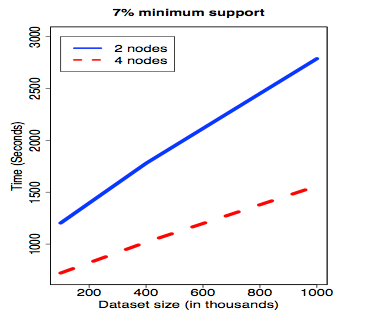 7% minimum support
2 nodes
4 nodes
Time (Seconds)
3000
2500
2000
1500
1000
200 400 600 800 1000
Dataset size (in thousands)